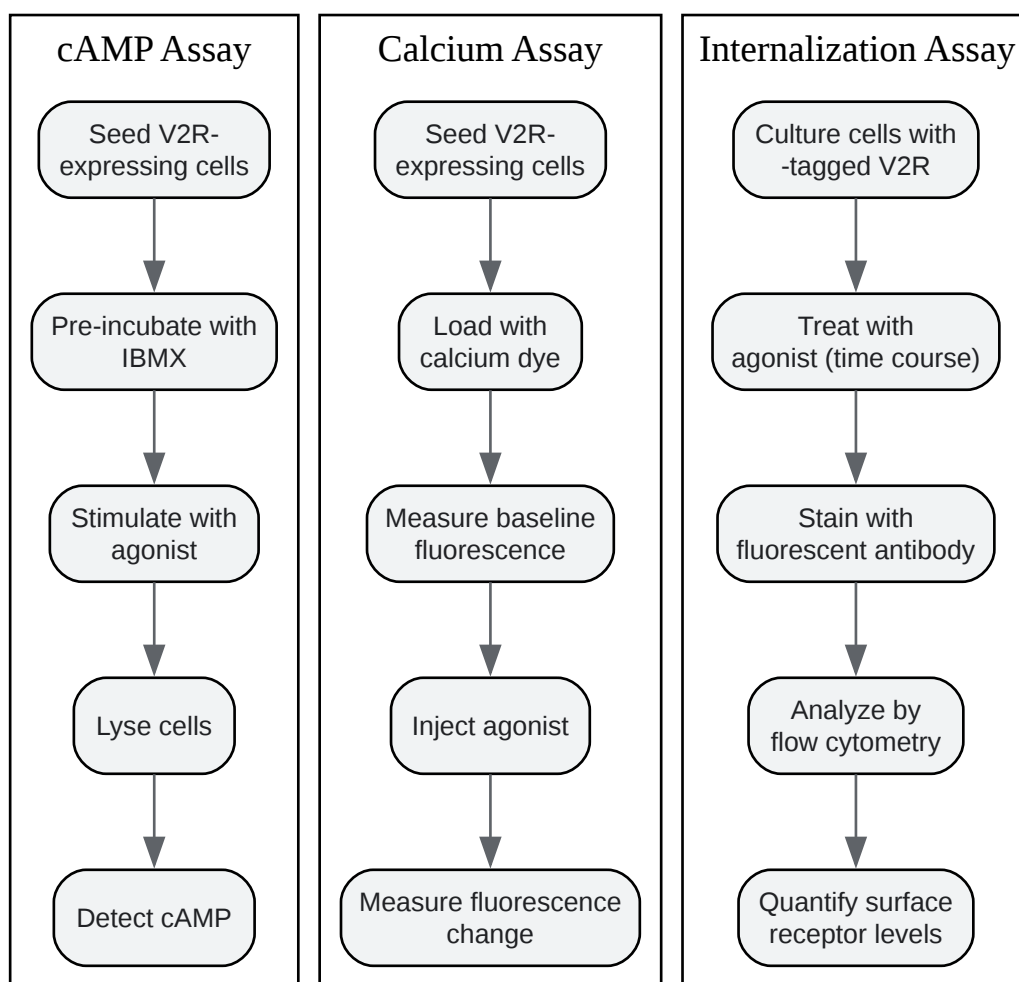 cAMP Assay
Seed V2R-
expressing cells
Pre-incubate with
IBMX
Stimulate with
agonist
Lyse cells
Detect cAMP
Calcium Assay
Seed V2R-
expressing cells
Load with
calcium dye
Measure baseline
fluorescence
Inject agonist
Measure fluorescence
change
Internalization Assay
Culture cells with
-tagged V2R
Treat with
agonist (time course)
Stain with
fluorescent antibody
Analyze by
flow cytometry
Quantify surface
receptor levels